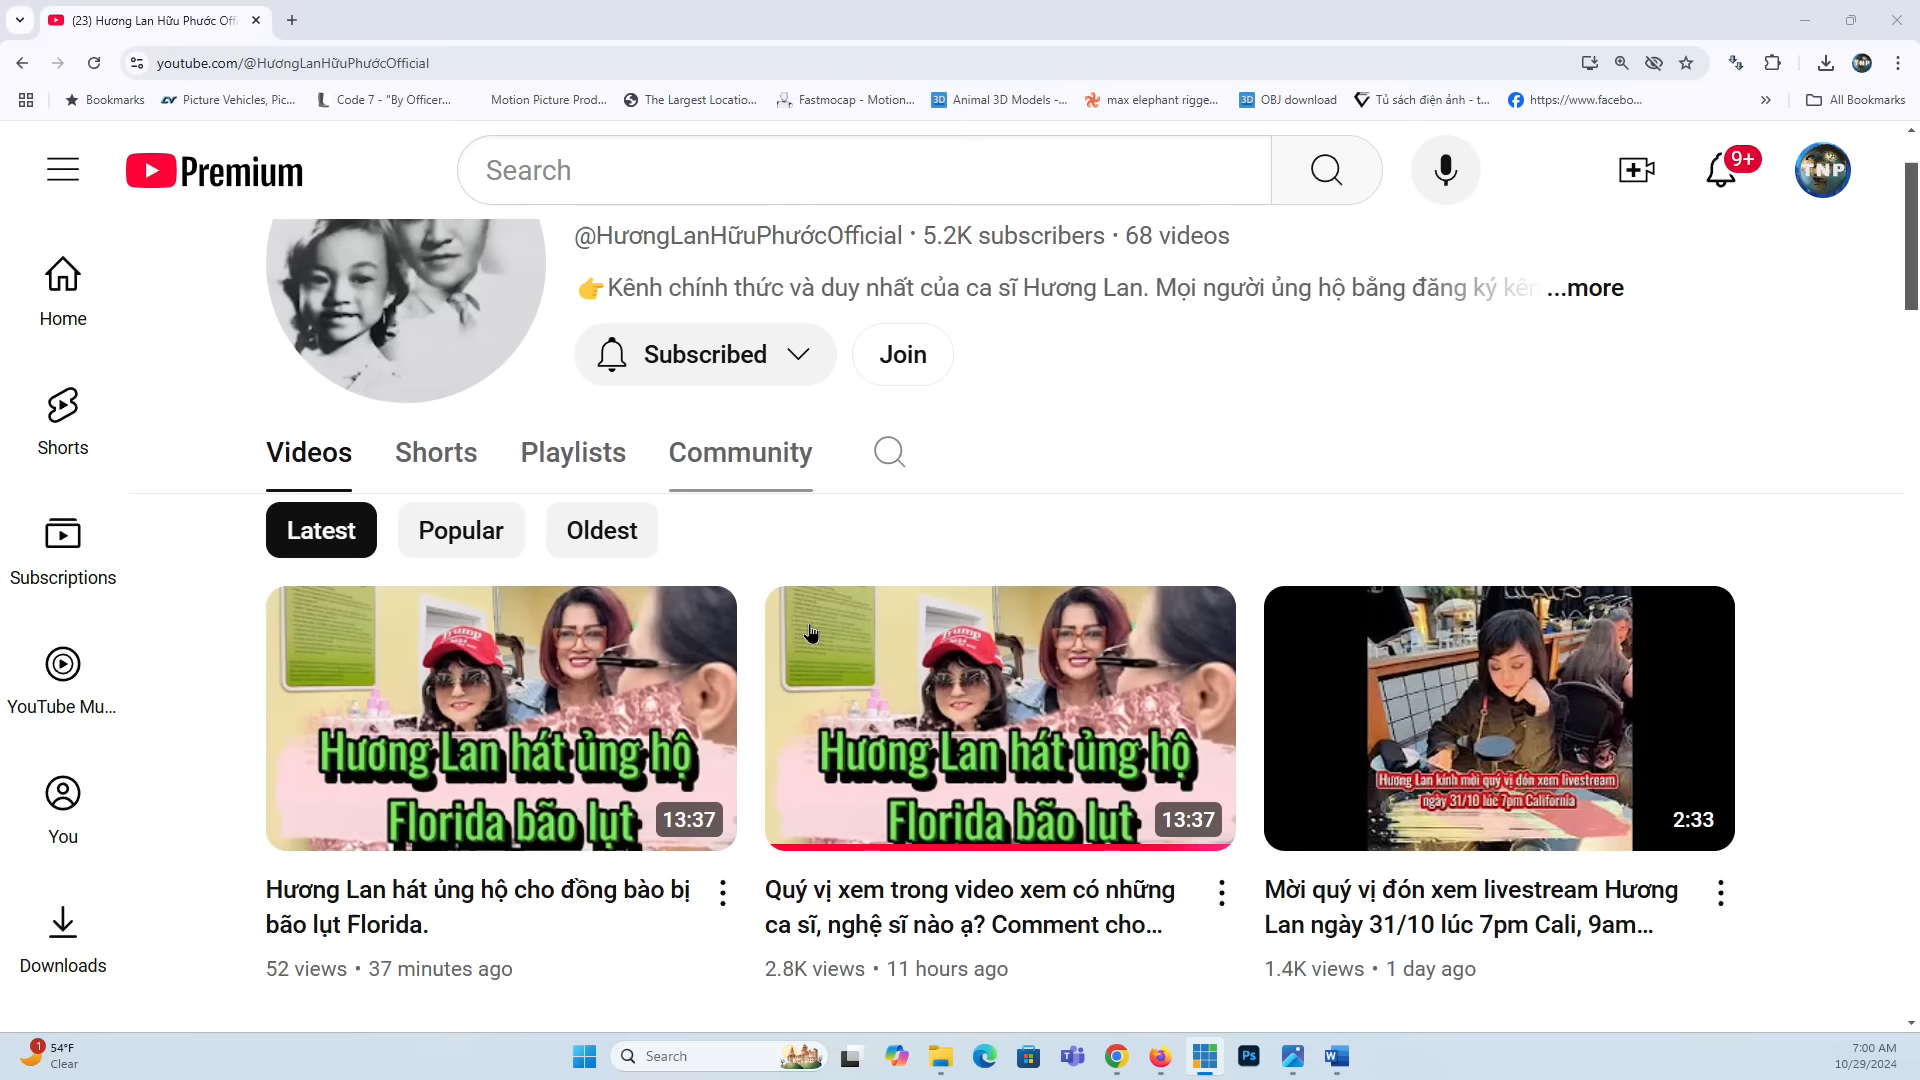 (23) Hương Lan Hữu Phước Offi
youtube.com/@HươngLanHữuPhướcOfficial
Bookmarks
Picture Vehicles, Pic...
Code 7 - "By Officer...
Motion Picture Prod...
The Largest Locatio...
Fastmocap - Motion...
3D
Animal 3D Models -...
max elephant rigge...
3D
OBJ download
Tủ sách điện ảnh - t...
https://www.facebo...
All Bookmarks
Premium
Search
9+
TNP
@HươngLanHữuPhướcOfficial · 5.2K subscribers · 68 videos
Kênh chính thức và duy nhất của ca sĩ Hương Lan. Mọi người ủng hộ bằng đăng ký kên ...more
Subscribed
Join
Home
Shorts
Subscriptions
YouTube Mu...
You
Downloads
Videos
Shorts
Playlists
Community
Latest
Popular
Oldest
Trump
Hương Lan hát ủng hộ
Florida bão lụt
13:37
Trump
Hương Lan hát ủng hộ
Florida bão lụt
13:37
Hương Lan kính mời quý vị đón xem livestream
ngày 31/10 lúc 7pm California
2:33
Hương Lan hát ủng hộ cho đồng bào bị
bão lụt Florida.
52 views • 37 minutes ago
Quý vị xem trong video xem có những
ca sĩ, nghệ sĩ nào ạ? Comment cho...
2.8K views • 11 hours ago
Mời quý vị đón xem livestream Hương
Lan ngày 31/10 lúc 7pm Cali, 9am...
1.4K views • 1 day ago
1
54°F
Clear
Search
Ps
7:00 AM
10/29/2024